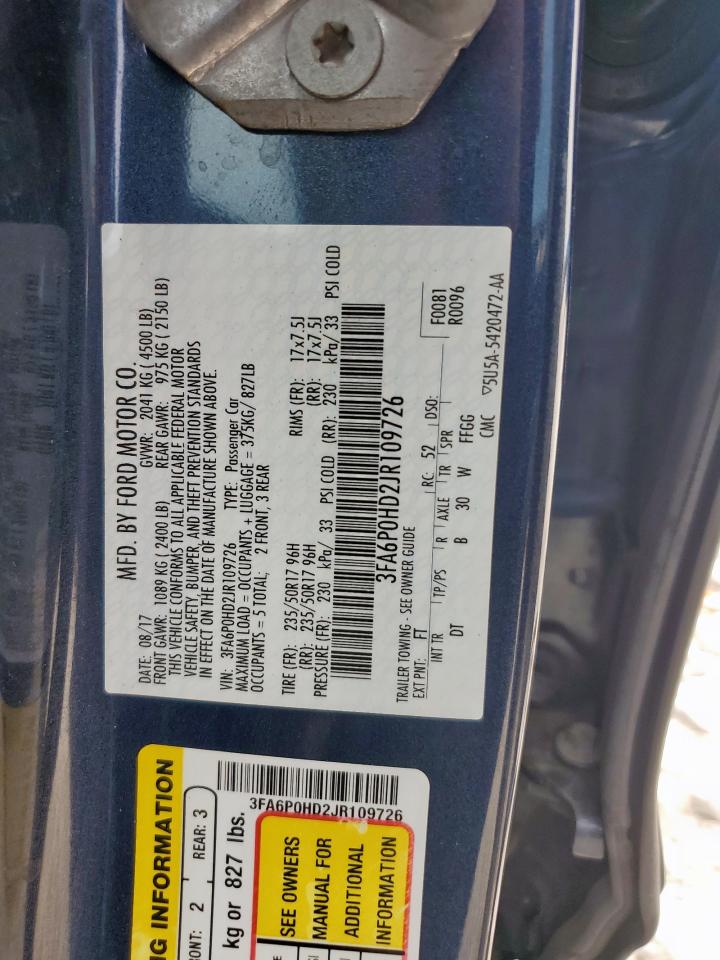 MFD. BY FORD MOTOR CO.
DATE: 08/17 GVWR: 2041 KG ( 4500 LB)
FRONT GAWR: 1089 KG ( 2400 LB) REAR GAWR: 975 KG ( 2150 LB)
THIS VEHICLE CONFORMS TO ALL APPLICABLE FEDERAL MOTOR
VEHICLE SAFETY, BUMPER, AND THEFT PREVENTION STANDARDS
IN EFFECT ON THE DATE OF MANUFACTURE SHOWN ABOVE.
VIN: 3FA6P0HD2JR109726 TYPE: Passenger Car
MAXIMUM LOAD = OCCUPANTS + LUGGAGE = 375KG/ 827LB
OCCUPANTS = 5 TOTAL: 2 FRONT, 3 REAR
TIRE (FR): 235/50R17 96H RIMS (FR): 17x7.5J
(RR): 235/50R17 96H (RR): 17x7.5J
PRESSURE (FR): 230 kPa/ 33 PSI COLD (RR): 230 kPa/ 33 PSI COLD
3FA6P0HD2JR109726
TRAILER TOWING - SEE OWNER GUIDE
EXT PNT: FT RC: 52 DSO: F0081
INT TR TP/PS R AXLE TR SPR R0096
DT B 30 W FFGG
CMC ▽5U5A-5420472-AA
INFORMATION
3FA6P0HD2JR109726
2 REAR: 3
kg or 827 lbs.
SEE OWNERS
MANUAL FOR
ADDITIONAL
INFORMATION